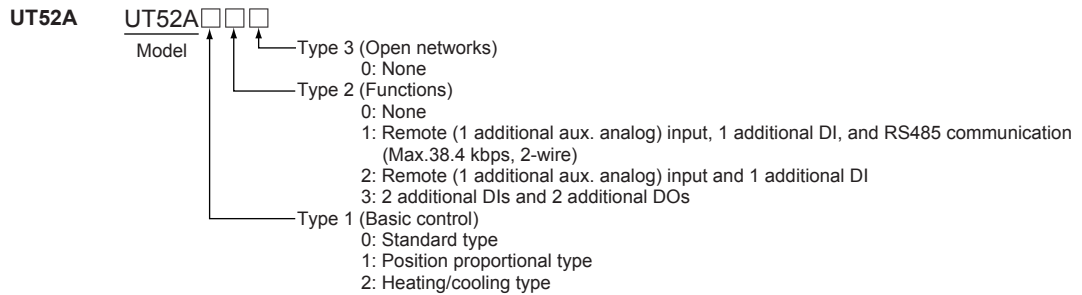 UT52A UT52A□□□
Model
Type 3 (Open networks)
0: None
Type 2 (Functions)
0: None
1: Remote (1 additional aux. analog) input, 1 additional DI, and RS485 communication
(Max.38.4 kbps, 2-wire)
2: Remote (1 additional aux. analog) input and 1 additional DI
3: 2 additional DIs and 2 additional DOs
Type 1 (Basic control)
0: Standard type
1: Position proportional type
2: Heating/cooling type